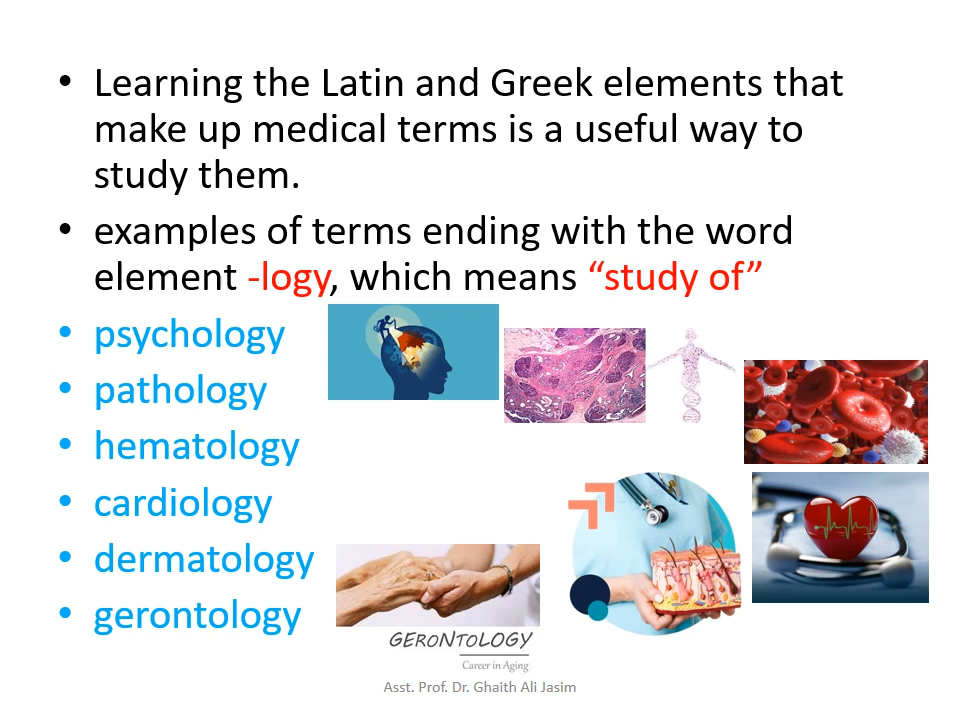 • Learning the Latin and Greek elements that
make up medical terms is a useful way to
study them.
• examples of terms ending with the word
element -logy, which means “study of”
• psychology
• pathology
• hematology
• cardiology
• dermatology
• gerontology
GERONTOLOGY
Career in Aging
Asst. Prof. Dr. Ghaith Ali Jasim